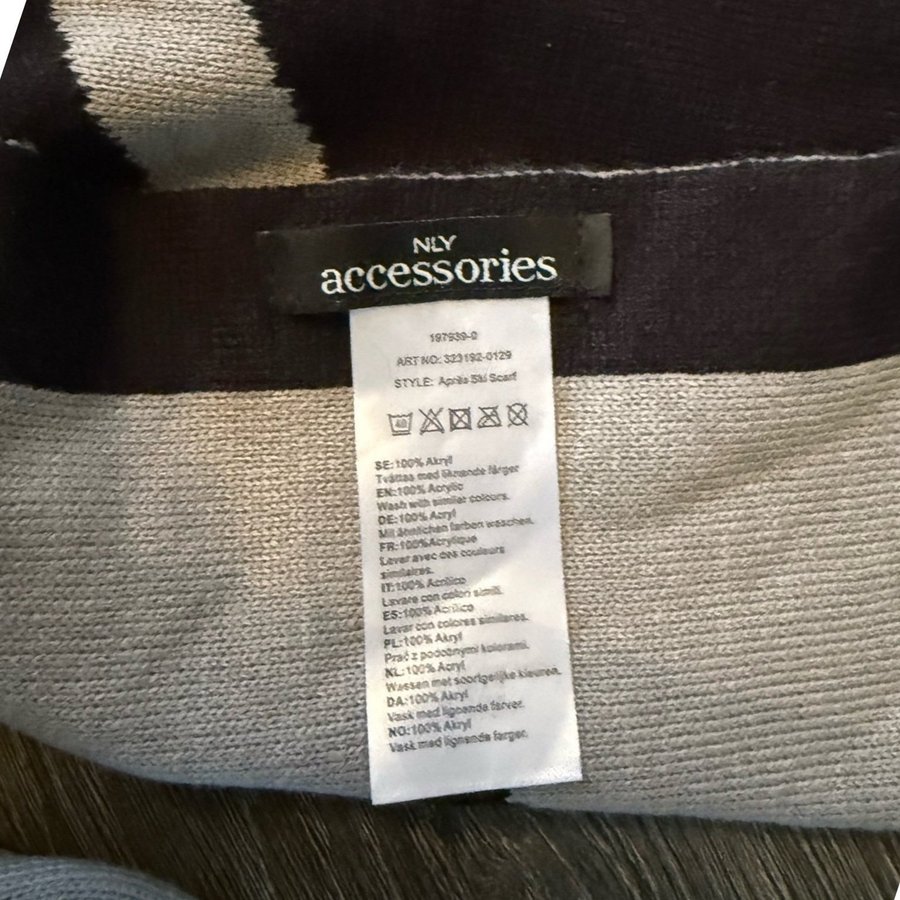 NLY
accessories
197939-0
ART NO: 323192-0129
STYLE: Aprilia Ski Scarf
40
SE:100% Akryl
Tvättas med liknande färger
EN:100% Acrylic
Wash with similar colours.
DE:100% Acryl
Mit ähnlichen farben waschen.
FR:100%Acrylique
Laver avec des couleurs
similaires.
IT:100% Acrilico
Lavare con colori simili.
ES:100% Acrílico
Lavar con colores similares.
PL:100% Akryl
Prać z podobnymi kolorami.
NL:100% Acryl
Wassen met soortgelijke kleuren.
DA:100% Akryl
Vask med lignende farver.
NO:100% Akryl
Vask med lignende farger.